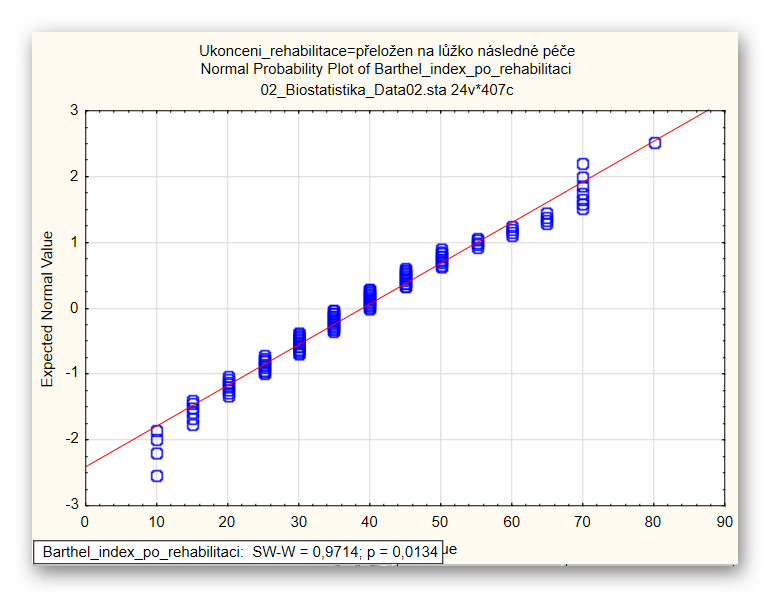 Ukonceni_rehabilitace=přeložen na lůžko následné péče
Normal Probability Plot of Barthel_index_po_rehabilitaci
02_Biostatistika_Data02.sta 24v*407c
3
2
1
0
-1
-2
-3
Expected Normal Value
0 10 20 30 40 50 60 70 80 90
Barthel_index_po_rehabilitaci: SW-W = 0,9714; p = 0,0134